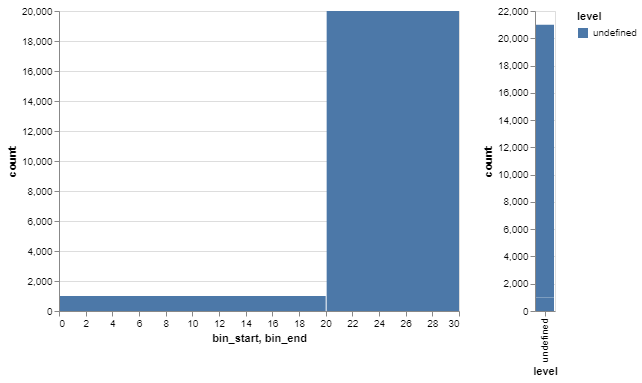 20,000
18,000
16,000
14,000
12,000
10,000
8,000
6,000
4,000
2,000
0
count
0 2 4 6 8 10 12 14 16 18 20 22 24 26 28 30
bin_start, bin_end
22,000
20,000
18,000
16,000
14,000
12,000
10,000
8,000
6,000
4,000
2,000
0
count
undefined
level
level
undefined